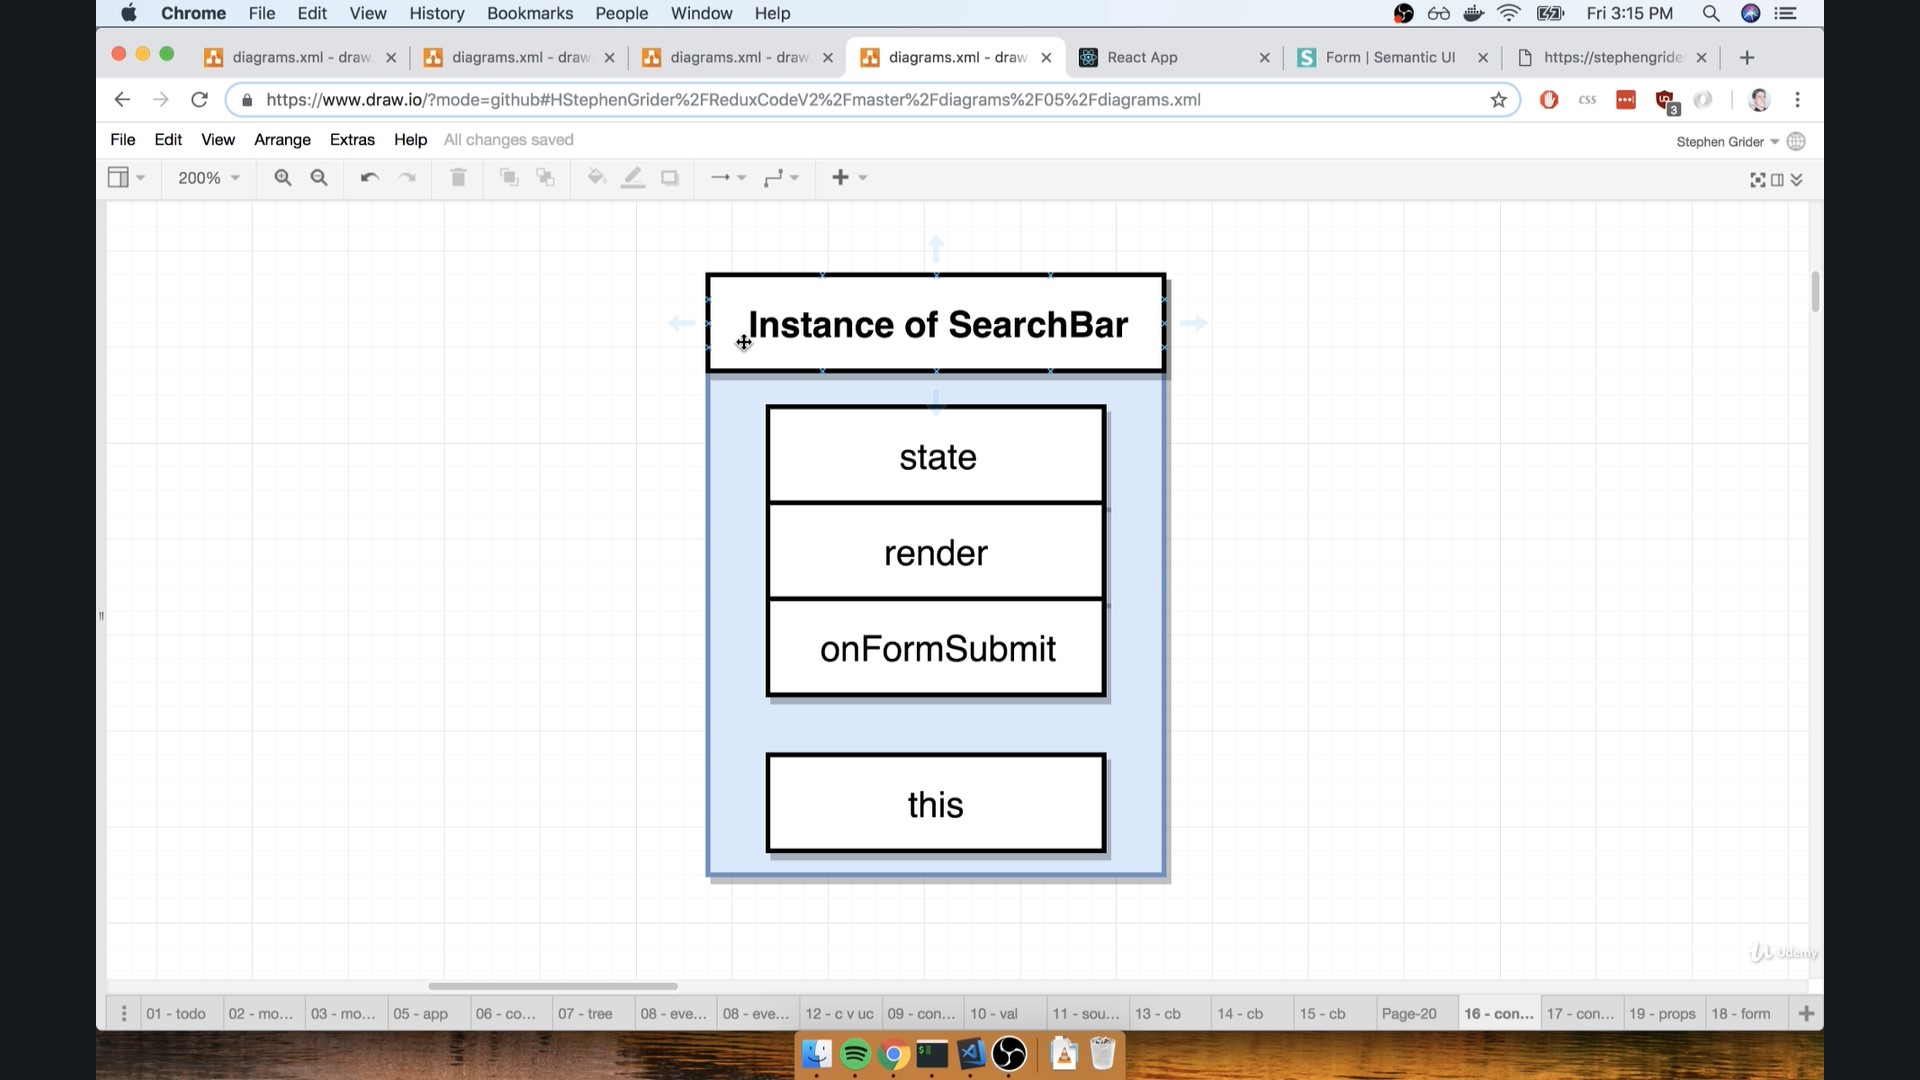 Chrome File Edit View History Bookmarks People Window Help Fri 3:15 PM
diagrams.xml - draw. diagrams.xml - draw. diagrams.xml - draw. diagrams.xml - draw. React App Form | Semantic UI https://stephengride
https://www.draw.io/?mode=github#HStephenGrider%2FReduxCodeV2%2Fmaster%2Fdiagrams%2F05%2Fdiagrams.xml CSS 3
File Edit View Arrange Extras Help All changes saved Stephen Grider
200%
Instance of SearchBar
state
render
onFormSubmit
this
Udemy
01 - todo 02 - mo... 03 - mo... 05 - app 06 - co... 07 - tree 08 - eve... 08 - eve... 12 - c v uc 09 - con... 10 - val 11 - sou... 13 - cb 14 - cb 15 - cb Page-20 16 - con... 17 - con... 19 - props 18 - form